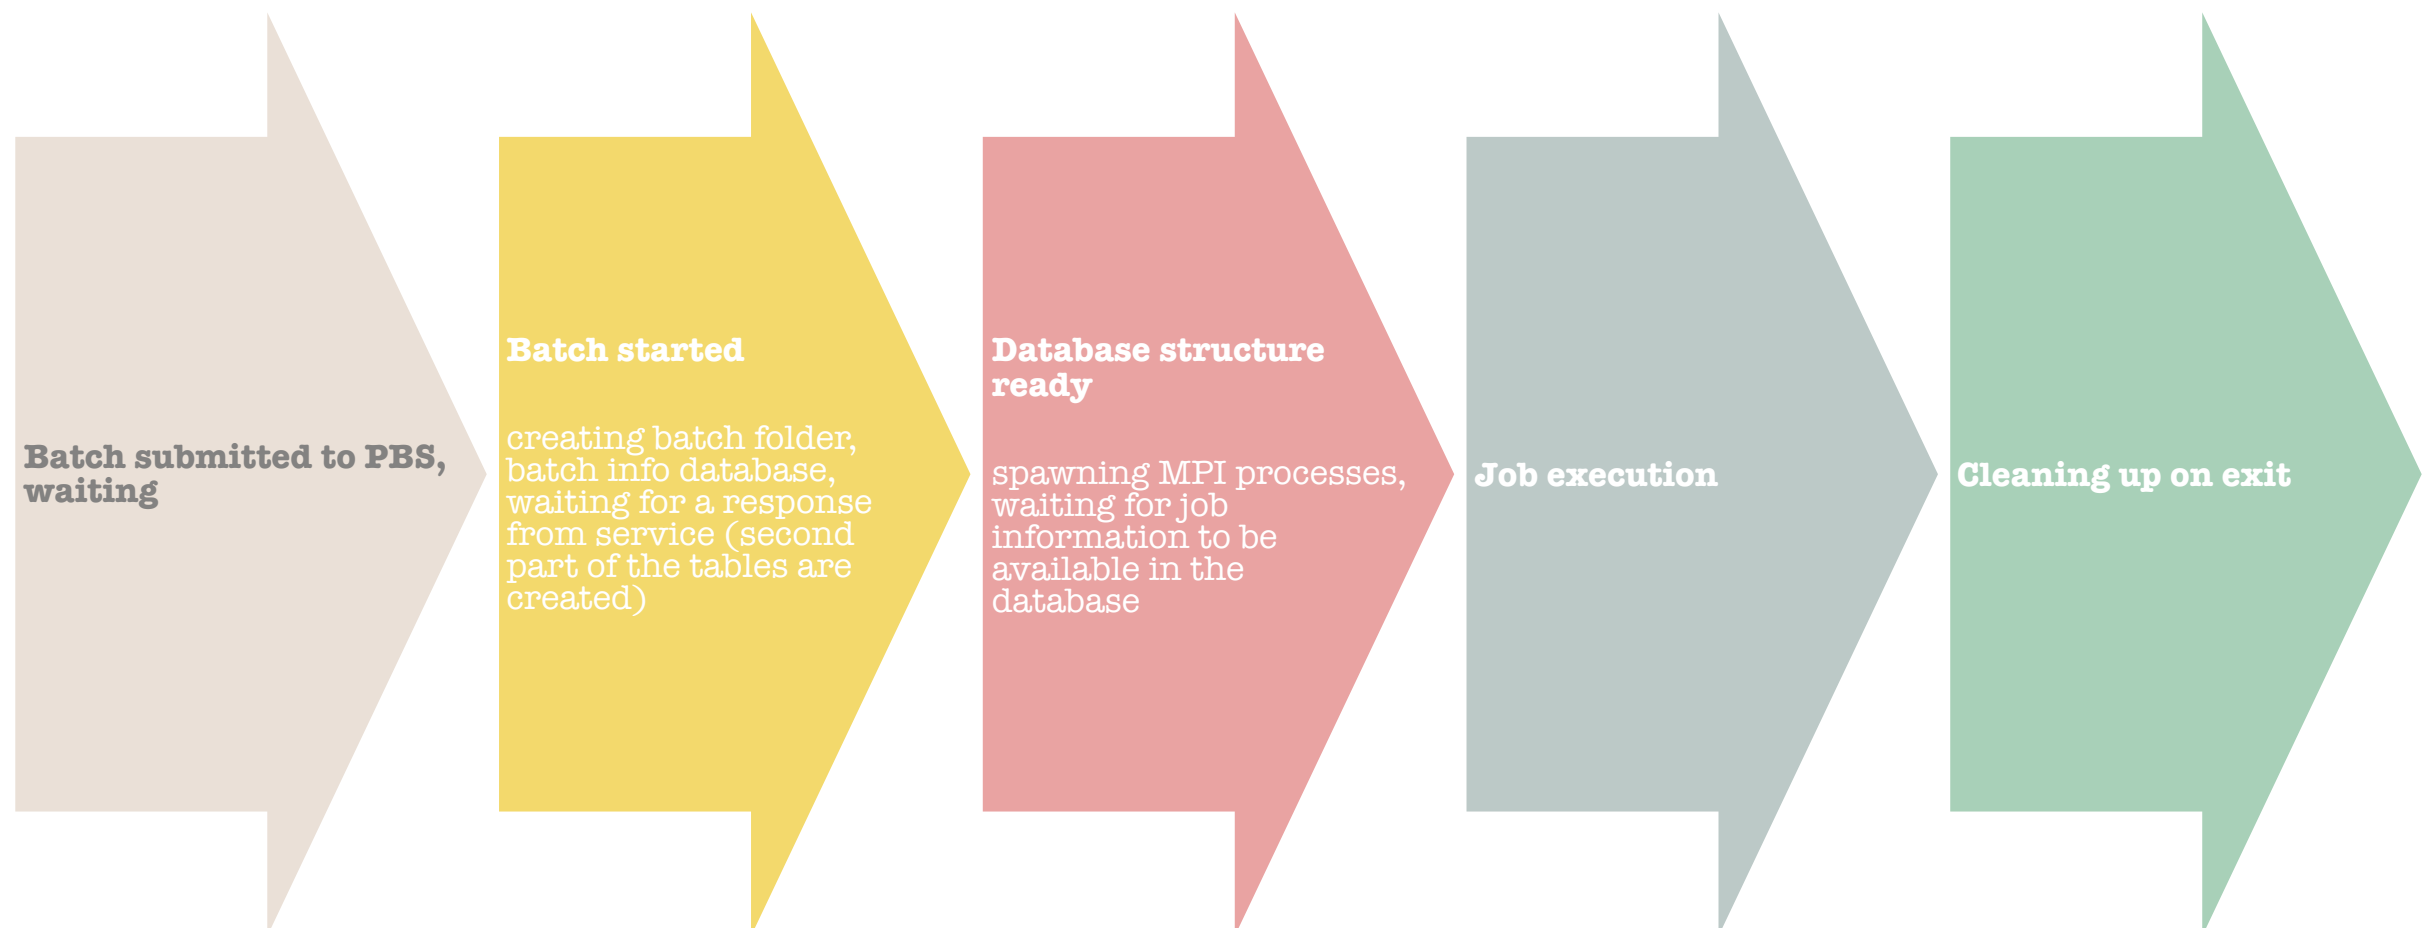 Batch submitted to PBS,
waiting
Batch started
creating batch folder,
batch info database,
waiting for a response
from service (second
part of the tables are
created)
Database structure
ready
spawning MPI processes,
waiting for job
information to be
available in the
database
Job execution
Cleaning up on exit